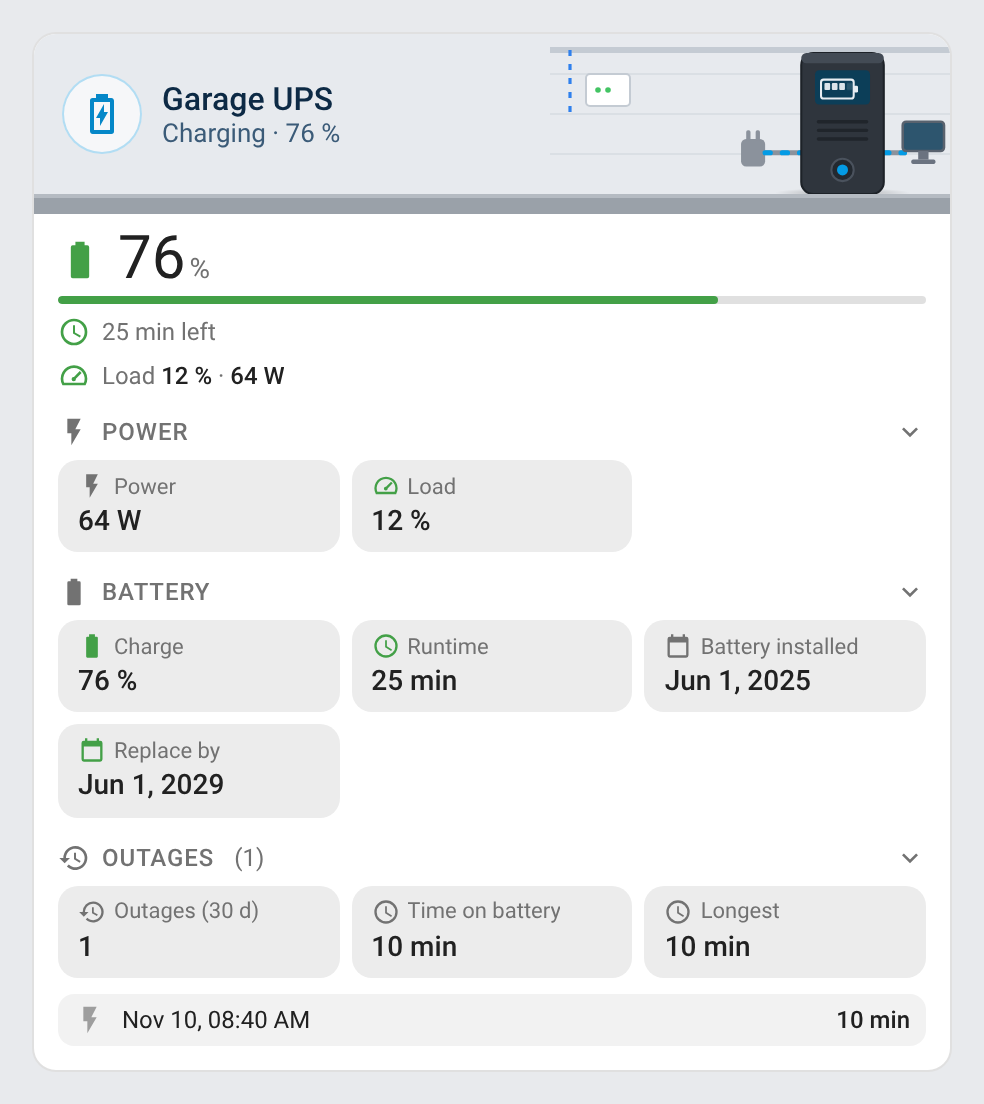 Garage UPS
Charging · 76 %
76 %
25 min left
Load 12 % · 64 W
POWER
Power
64 W
Load
12 %
BATTERY
Charge
76 %
Runtime
25 min
Battery installed
Jun 1, 2025
Replace by
Jun 1, 2029
OUTAGES (1)
Outages (30 d)
1
Time on battery
10 min
Longest
10 min
Nov 10, 08:40 AM 10 min